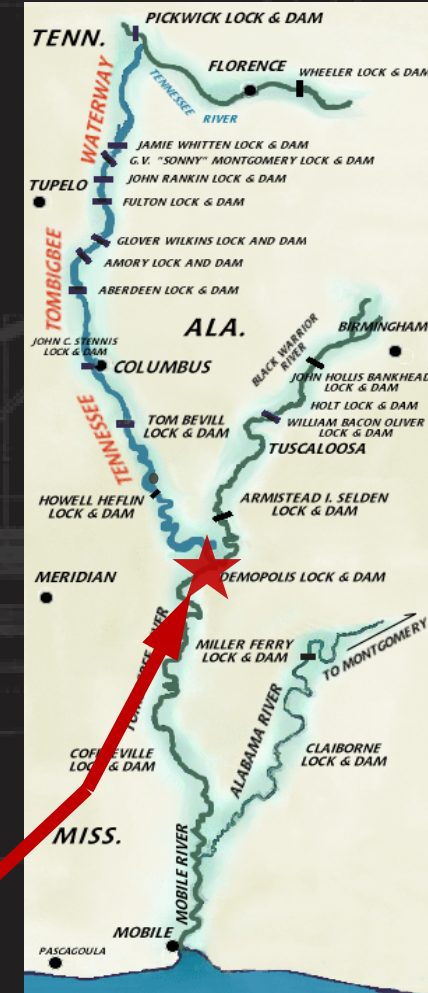 PICKWICK LOCK & DAM
TENN.
FLORENCE
WHEELER LOCK & DAM
TENNESSEE
RIVER
WATERWAY
JAMIE WHITTEN LOCK & DAM
G.V. "SONNY" MONTGOMERY LOCK & DAM
JOHN RANKIN LOCK & DAM
TUPELO
FULTON LOCK & DAM
GLOVER WILKINS LOCK AND DAM
AMORY LOCK AND DAM
TOMBIGBEE
ABERDEEN LOCK & DAM
ALA.
BIRMINGHAM
JOHN C. STENNIS
LOCK & DAM
COLUMBUS
BLACK WARRIOR
RIVER
JOHN HOLLIS BANKHEAD
LOCK & DAM
HOLT LOCK & DAM
WILLIAM BACON OLIVER
LOCK & DAM
TENNESSEE
TOM BEVILL
LOCK & DAM
TUSCALOOSA
HOWELL HEFLIN
LOCK & DAM
ARMISTEAD I. SELDEN
LOCK & DAM
MERIDIAN
DEMOPOLIS LOCK & DAM
RIVER
MILLER FERRY
LOCK & DAM
TO MONTGOMERY
ALABAMA RIVER
LOCK & DAM
CLAIBORNE
LOCK & DAM
MISS.
MOBILE RIVER
MOBILE
PASCAGOULA